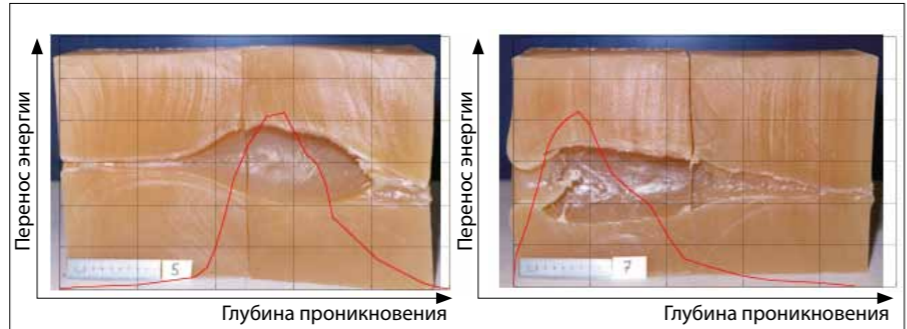 Перенос энергии
5
Глубина проникновения
Перенос энергии
7
Глубина проникновения